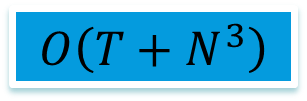 O(T + N³)